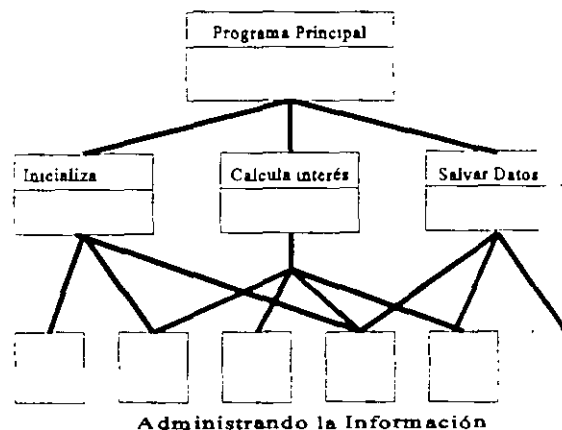 Programa Principal
Inicializa
Calcula interés
Salvar Datos
Administrando la Información